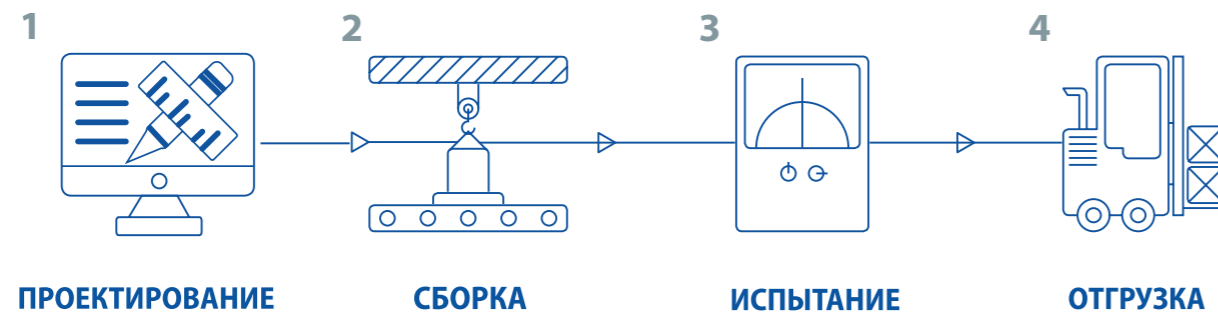 1
2
3
4
ПРОЕКТИРОВАНИЕ
СБОРКА
ИСПЫТАНИЕ
ОТГРУЗКА